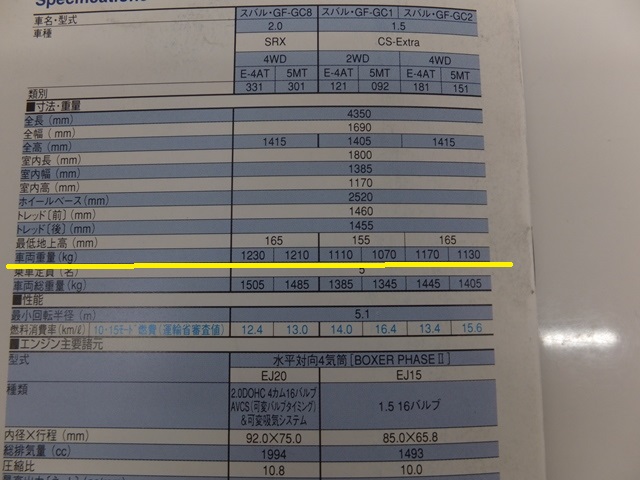 Specifications
車名・型式 スバル・GF-GC8 スバル・GF-GC1 スバル・GF-GC2
車種 2.0 1.5
SRX CS-Extra
4WD 2WD 4WD
E-4AT 5MT E-4AT 5MT E-4AT 5MT
類別 331 301 121 092 181 151
■寸法・重量
全長(mm) 4350
全幅(mm) 1690
全高(mm) 1415 1405 1415
室内長(mm) 1800
室内幅(mm) 1385
室内高(mm) 1170
ホイールベース(mm) 2520
トレッド〔前〕(mm) 1460
トレッド〔後〕(mm) 1455
最低地上高(mm) 165 155 165
車両重量(kg) 1230 1210 1110 1070 1170 1130
乗車定員(名) 5
車両総重量(kg) 1505 1485 1385 1345 1445 1405
■性能
最小回転半径(m) 5.1
燃料消費率(km/ℓ) 10・15モード燃費(運輸省審査値) 12.4 13.0 14.0 16.4 13.4 15.6
■エンジン主要諸元
型式 水平対向4気筒[BOXER PHASEⅡ]
EJ20 EJ15
種類 2.0DOHC 4カム16バルブ
AVCS(可変バルブタイミング) 1.5 16バルブ
&可変吸気システム
内径×行程(mm) 92.0×75.0 85.0×65.8
総排気量(cc) 1994 1493
圧縮比 10.8 10.0